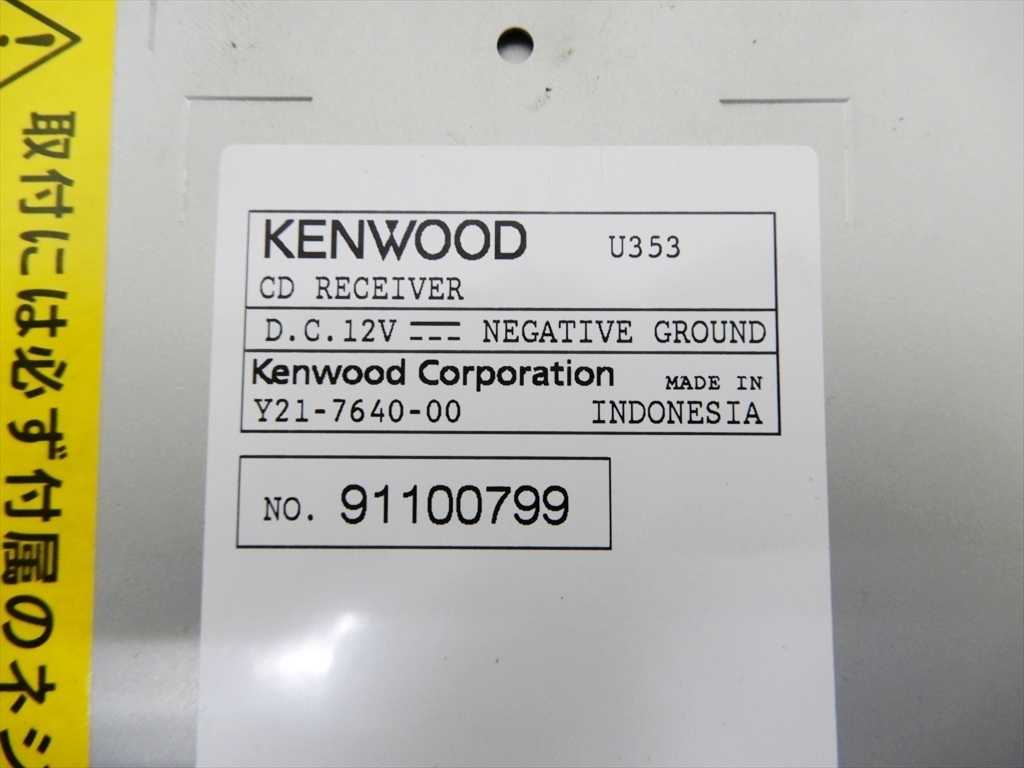 取付には必ず付属のネジ
KENWOOD U353
CD RECEIVER
D.C.12V NEGATIVE GROUND
Kenwood Corporation MADE IN
Y21-7640-00 INDONESIA
NO. 91100799